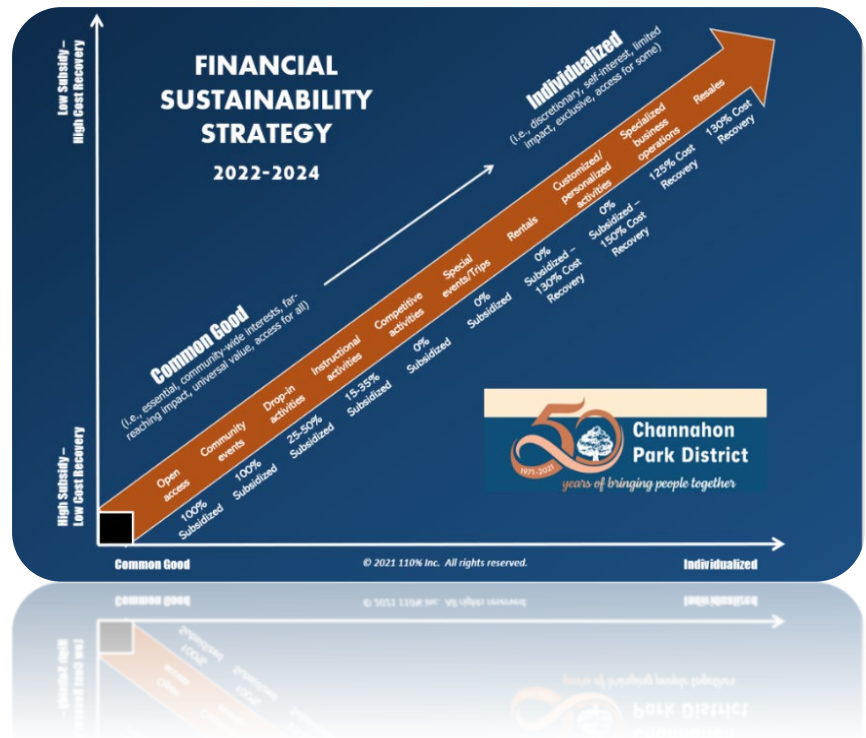 FINANCIAL
SUSTAINABILITY
STRATEGY
2022-2024
Low Subsidy –
High Cost Recovery
High Subsidy –
Low Cost Recovery
Individualized
(i.e., discretionary, self-interest, limited
impact, exclusive, access for some)
Common Good
(i.e., essential, community-wide interests, far-
reaching impact, universal value, access for all)
Open
access
Community
events
Drop-in
activities
Instructional
activities
Competitive
activities
Special
events/Trips
Rentals
Customized/
personalized
activities
Specialized
business
operations
Resales
100%
Subsidized
100%
Subsidized
25-50%
Subsidized
15-35%
Subsidized
0%
Subsidized
0%
Subsidized
0%
Subsidized –
130% Cost
Recovery
0%
Subsidized –
150% Cost
Recovery
125% Cost
Recovery
130% Cost
Recovery
50
1971-2021
Channahon
Park District
years of bringing people together
Common Good
© 2021 110% Inc. All rights reserved.
Individualized